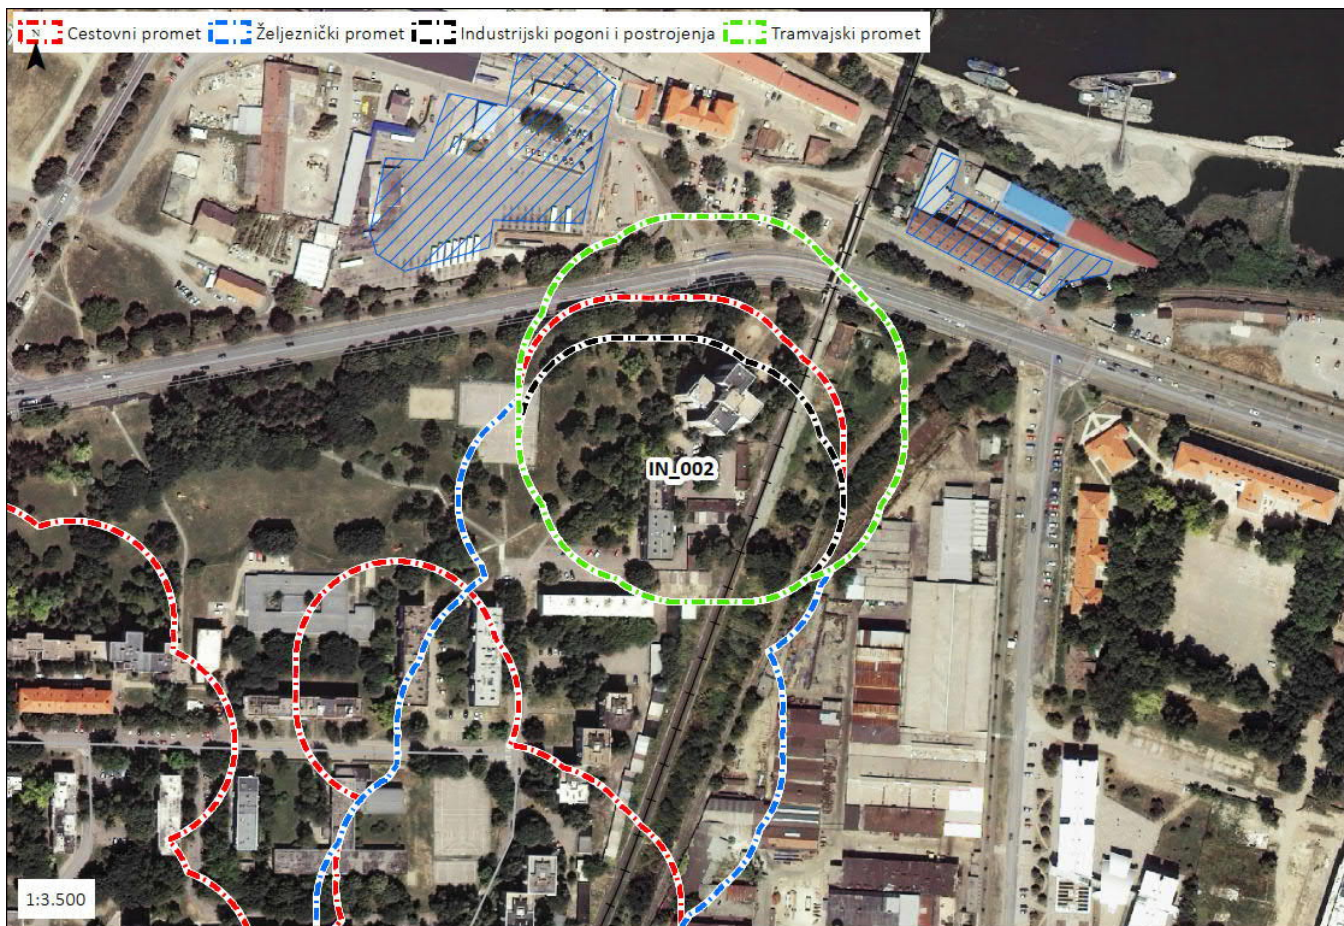 Cestovni promet Željeznički promet Industrijski pogoni i postrojenja Tramvajski promet
N
IN_002
1:3.500